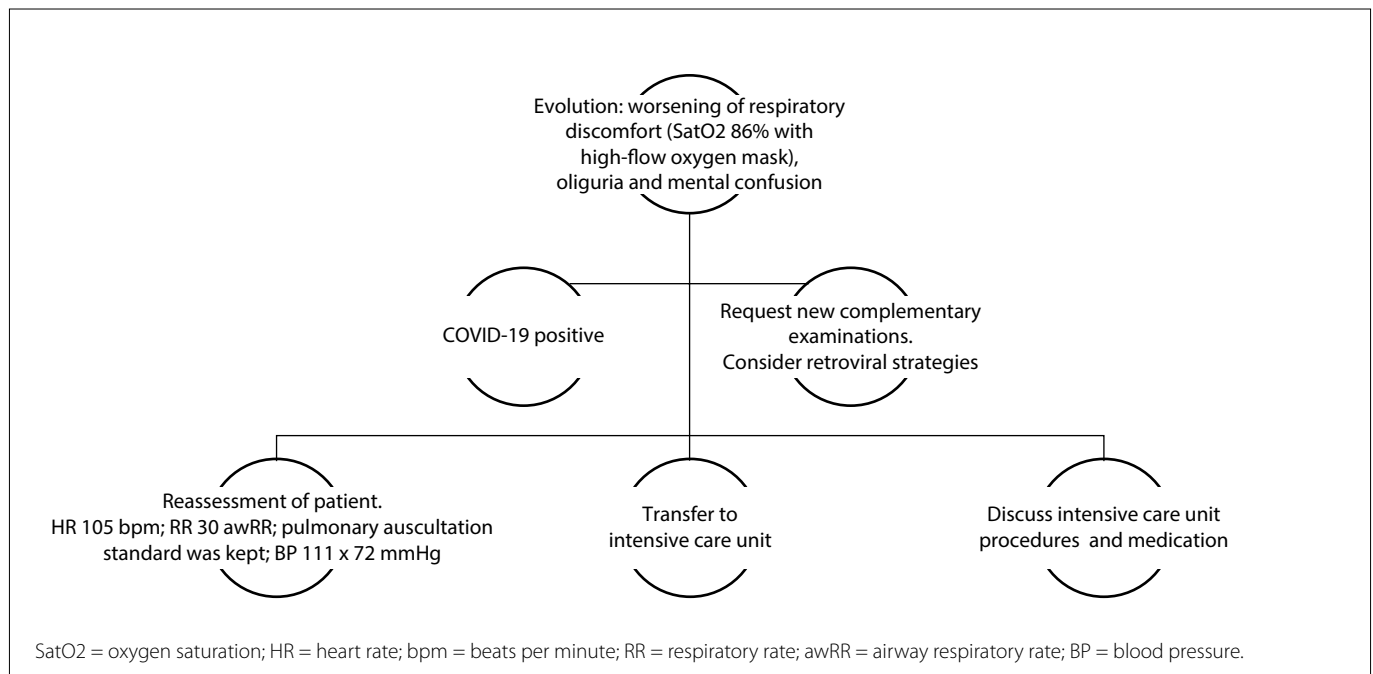 Evolution: worsening of respiratory
discomfort (SatO2 86% with
high-flow oxygen mask),
oliguria and mental confusion
COVID-19 positive
Request new complementary
examinations.
Consider retroviral strategies
Reassessment of patient.
HR 105 bpm; RR 30 awRR; pulmonary auscultation
standard was kept; BP 111 x 72 mmHg
Transfer to
intensive care unit
Discuss intensive care unit
procedures and medication
SatO2 = oxygen saturation; HR = heart rate; bpm = beats per minute; RR = respiratory rate; awRR = airway respiratory rate; BP = blood pressure.